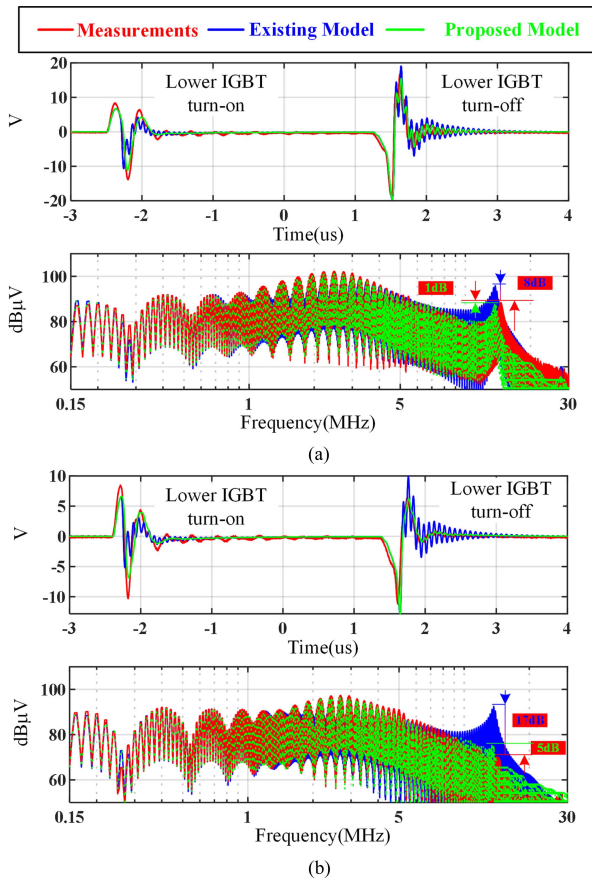 Measurements Existing Model Proposed Model
20
10
0
-10
-20
V
Lower IGBT
turn-on
Lower IGBT
turn-off
-3 -2 -1 0 1 2 3 4
Time(us)
100
80
60
dBµV
1dB
8dB
0.15 1 5 30
Frequency(MHz)
(a)
10
5
0
-5
-10
V
Lower IGBT
turn-on
Lower IGBT
turn-off
-3 -2 -1 0 1 2 3 4
Time(us)
100
80
60
dBµV
17dB
5dB
0.15 1 5 30
Frequency(MHz)
(b)